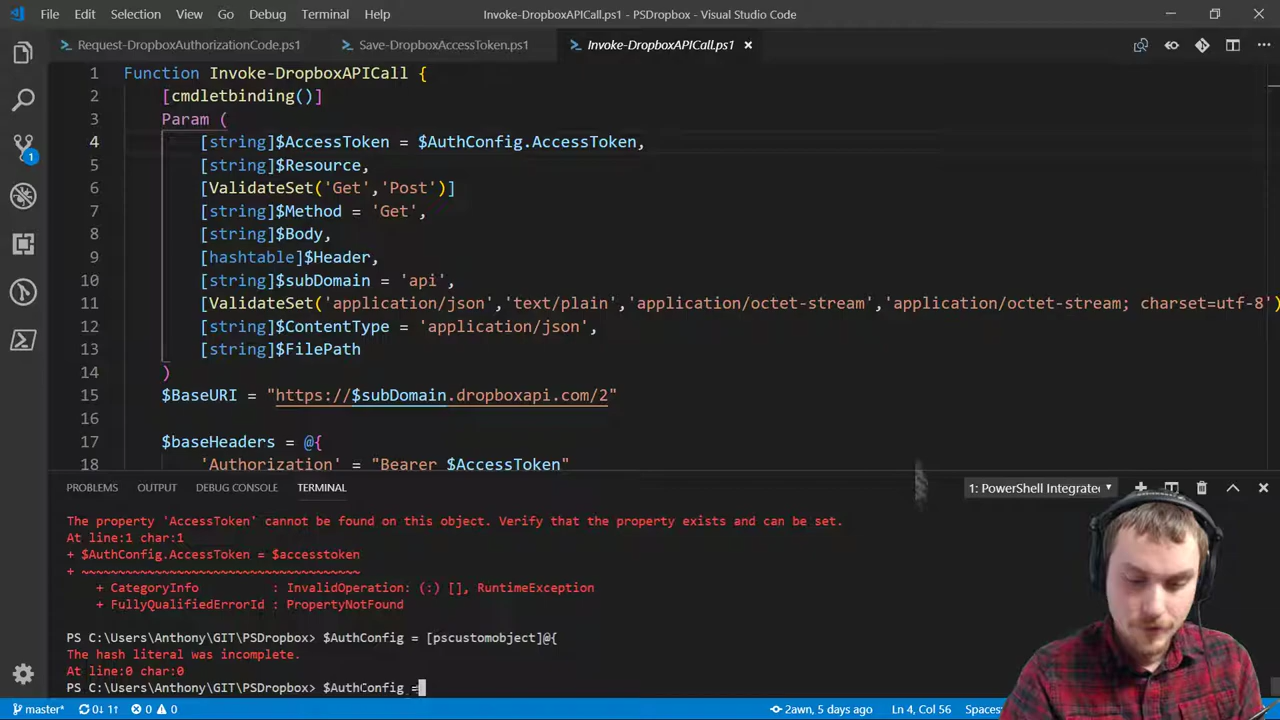 File Edit Selection View Go Debug Terminal Help Invoke-DropboxAPICall.ps1 - PSDropbox - Visual Studio Code
Request-DropboxAuthorizationCode.ps1 Save-DropboxAccessToken.ps1 Invoke-DropboxAPICall.ps1
1 Function Invoke-DropboxAPICall {
2 [cmdletbinding()]
3 Param (
4 [string]$AccessToken = $AuthConfig.AccessToken,
5 [string]$Resource,
6 [ValidateSet('Get','Post')]
7 [string]$Method = 'Get',
8 [string]$Body,
9 [hashtable]$Header,
10 [string]$subDomain = 'api',
11 [ValidateSet('application/json','text/plain','application/octet-stream','application/octet-stream; charset=utf-8')
12 [string]$ContentType = 'application/json',
13 [string]$FilePath
14 )
15 $BaseURI = "https://$subDomain.dropboxapi.com/2"
16
17 $baseHeaders = @{
18 'Authorization' = "Bearer $AccessToken"
PROBLEMS OUTPUT DEBUG CONSOLE TERMINAL 1: PowerShell Integrated
The property 'AccessToken' cannot be found on this object. Verify that the property exists and can be set.
At line:1 char:1
+ $AuthConfig.AccessToken = $accesstoken
+ ~~~~~~~~~~~~~~~~~~~~~~~~~~~~~~~~~~~~~~
+ CategoryInfo : InvalidOperation: (:) [], RuntimeException
+ FullyQualifiedErrorId : PropertyNotFound
PS C:\Users\Anthony\GIT\PSDropbox> $AuthConfig = [pscustomobject]@{
The hash literal was incomplete.
At line:0 char:0
PS C:\Users\Anthony\GIT\PSDropbox> $AuthConfig =
master* 0↓ 1↑ 0 0 2awn, 5 days ago Ln 4, Col 56 Spaces